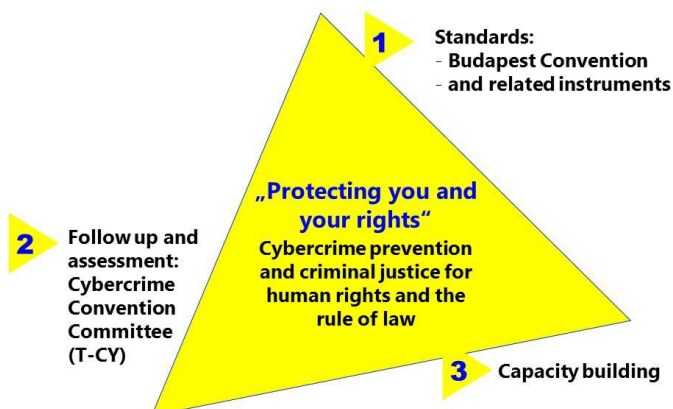 1
Standards:
- Budapest Convention
- and related instruments
„Protecting you and
your rights“
Cybercrime prevention
and criminal justice for
human rights and the
rule of law
2
Follow up and
assessment:
Cybercrime
Convention
Committee
(T-CY)
3
Capacity building